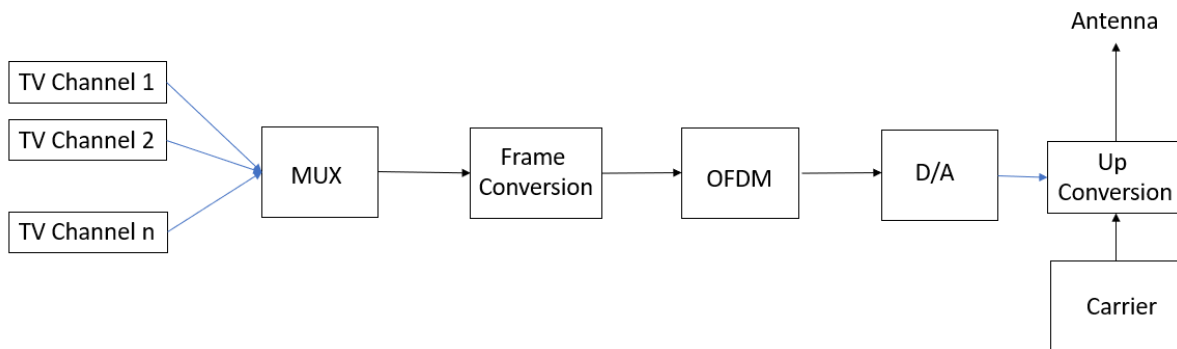 TV Channel 1
TV Channel 2
TV Channel n
MUX
Frame
Conversion
OFDM
D/A
Antenna
Up
Conversion
Carrier